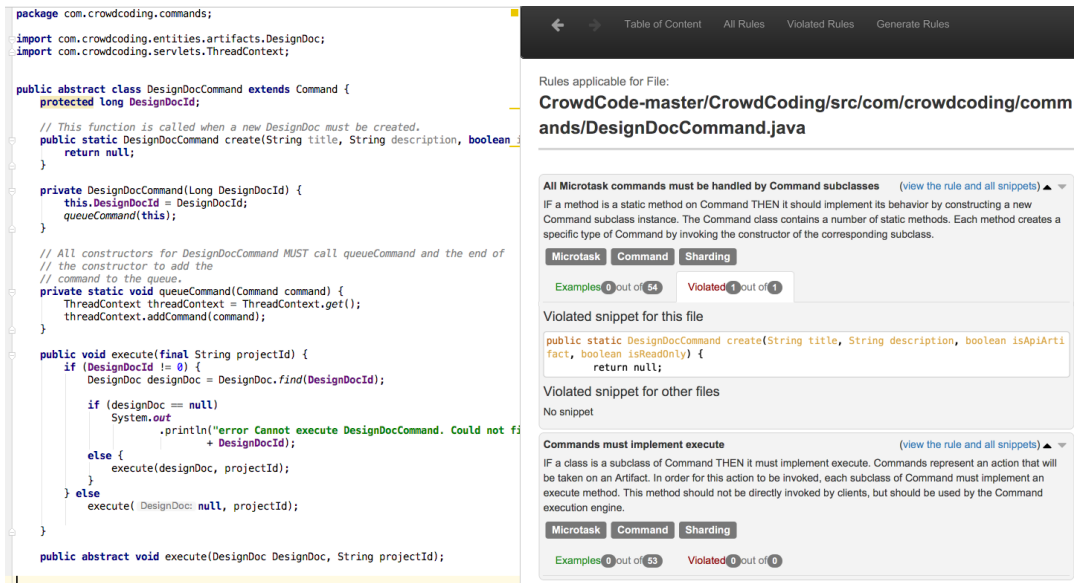 package com.crowdcoding.commands;
import com.crowdcoding.entities.artifacts.DesignDoc;
import com.crowdcoding.servlets.ThreadContext;
public abstract class DesignDocCommand extends Command {
protected long DesignDocId;
// This function is called when a new DesignDoc must be created.
public static DesignDocCommand create(String title, String description, boolean i
return null;
}
private DesignDocCommand(Long DesignDocId) {
this.DesignDocId = DesignDocId;
queueCommand(this);
}
// All constructors for DesignDocCommand MUST call queueCommand and the end of
// the constructor to add the
// command to the queue.
private static void queueCommand(Command command) {
ThreadContext threadContext = ThreadContext.get();
threadContext.addCommand(command);
}
public void execute(final String projectId) {
if (DesignDocId != 0) {
DesignDoc designDoc = DesignDoc.find(DesignDocId);
if (designDoc == null)
System.out
.println("error Cannot execute DesignDocCommand. Could not fi
+ DesignDocId);
else {
execute(designDoc, projectId);
}
} else
execute( DesignDoc: null, projectId);
}
public abstract void execute(DesignDoc DesignDoc, String projectId);
Table of Content All Rules Violated Rules Generate Rules
Rules applicable for File:
CrowdCode-master/CrowdCoding/src/com/crowdcoding/comm
ands/DesignDocCommand.java
All Microtask commands must be handled by Command subclasses (view the rule and all snippets)
IF a method is a static method on Command THEN it should implement its behavior by constructing a new
Command subclass instance. The Command class contains a number of static methods. Each method creates a
specific type of Command by invoking the constructor of the corresponding subclass.
Microtask Command Sharding
Examples 0 out of 54 Violated 1 out of 1
Violated snippet for this file
public static DesignDocCommand create(String title, String description, boolean isApiArti
fact, boolean isReadOnly) {
return null;
Violated snippet for other files
No snippet
Commands must implement execute (view the rule and all snippets)
IF a class is a subclass of Command THEN it must implement execute. Commands represent an action that will
be taken on an Artifact. In order for this action to be invoked, each subclass of Command must implement an
execute method. This method should not be directly invoked by clients, but should be used by the Command
execution engine.
Microtask Command Sharding
Examples 0 out of 53 Violated 0 out of 0